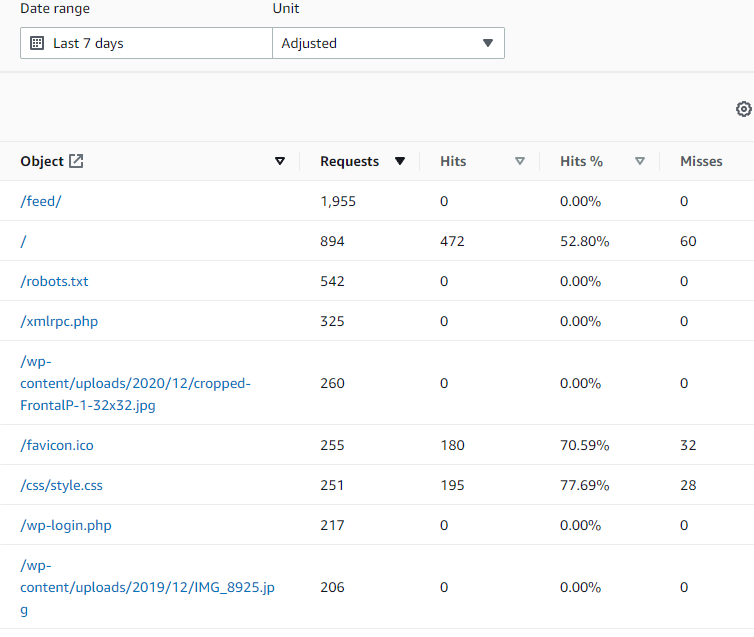 Date range Unit
Last 7 days Adjusted
Object Requests Hits Hits % Misses
/feed/ 1,955 0 0.00% 0
/ 894 472 52.80% 60
/robots.txt 542 0 0.00% 0
/xmlrpc.php 325 0 0.00% 0
/wp-
content/uploads/2020/12/cropped- 260 0 0.00% 0
FrontalP-1-32x32.jpg
/favicon.ico 255 180 70.59% 32
/css/style.css 251 195 77.69% 28
/wp-login.php 217 0 0.00% 0
/wp-
content/uploads/2019/12/IMG_8925.jp 206 0 0.00% 0
g